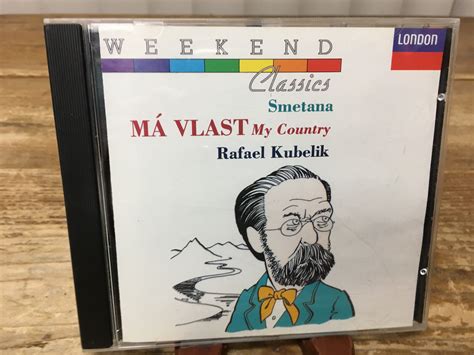 WEEKEND
Classics
LONDON
Smetana
MÁ VLAST My Country
Rafael Kubelik